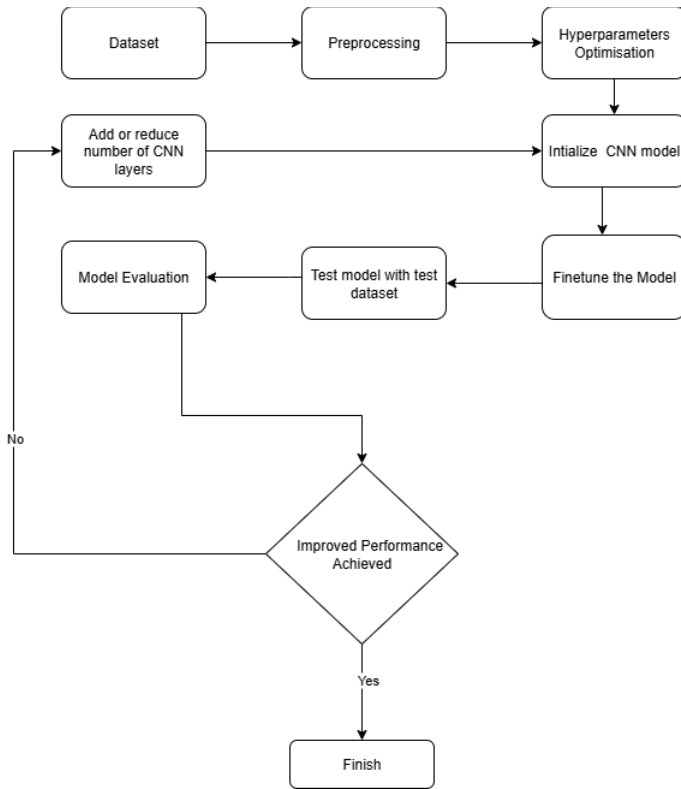 Dataset
Preprocessing
Hyperparameters
Optimisation
Add or reduce
number of CNN
layers
Intialize CNN model
Model Evaluation
Test model with test
dataset
Finetune the Model
No
Improved Performance
Achieved
Yes
Finish